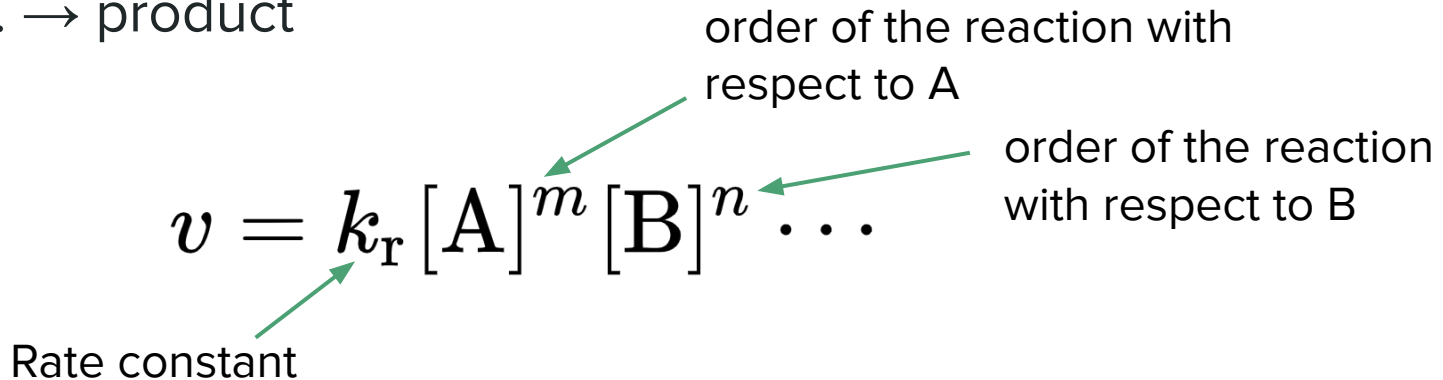 . → product
order of the reaction with
respect to A
order of the reaction
with respect to B
v = kᵣ[A]ᵐ[B]ⁿ ⋯
Rate constant